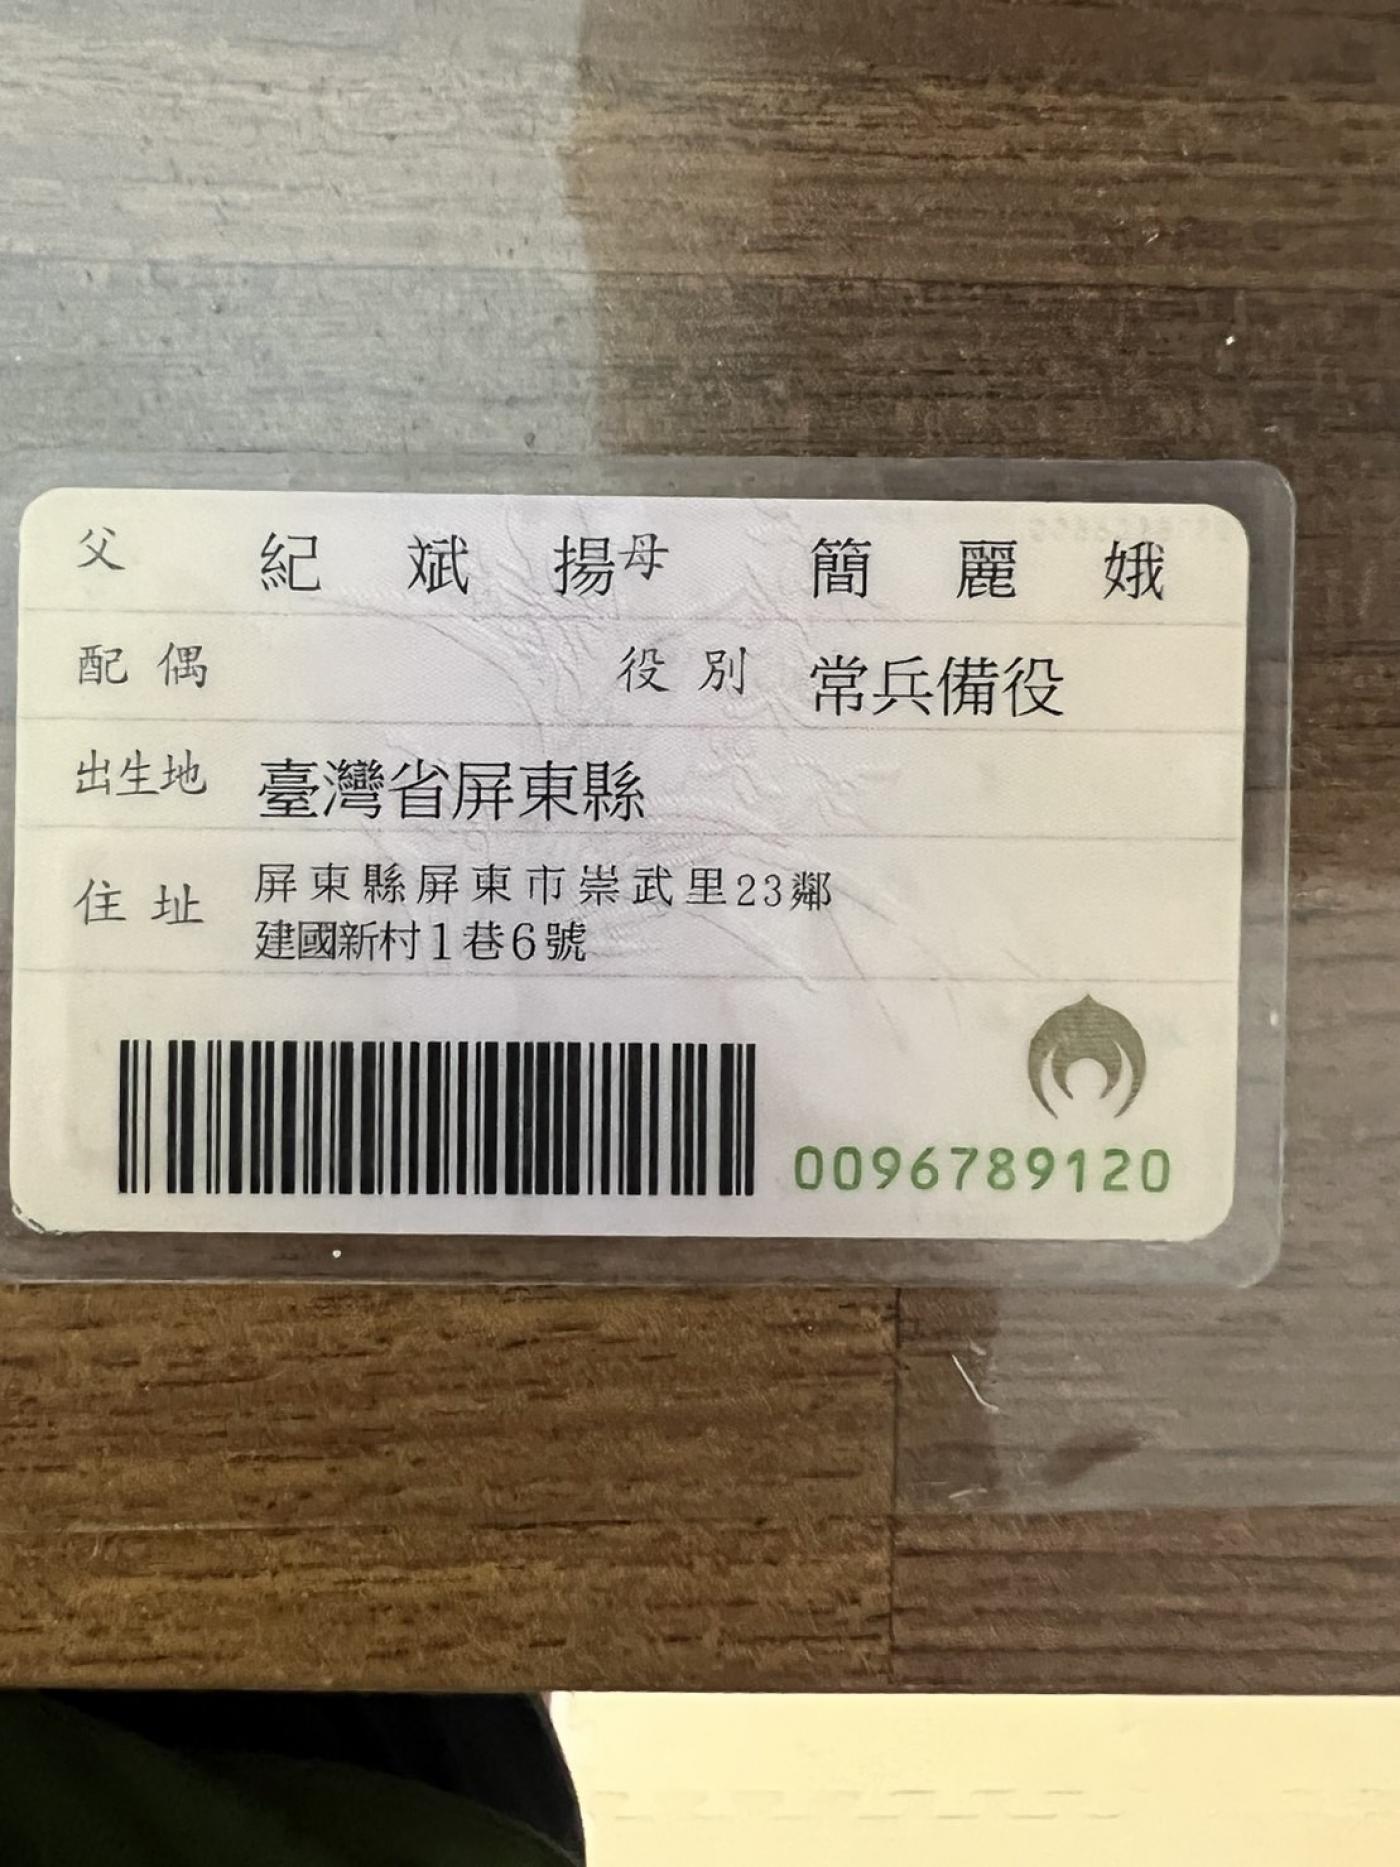 父 紀斌揚 母 簡麗娥
配偶 役別 常兵備役
出生地 臺灣省屏東縣
住址 屏東縣屏東市崇武里23鄰
建國新村1巷6號
0096789120